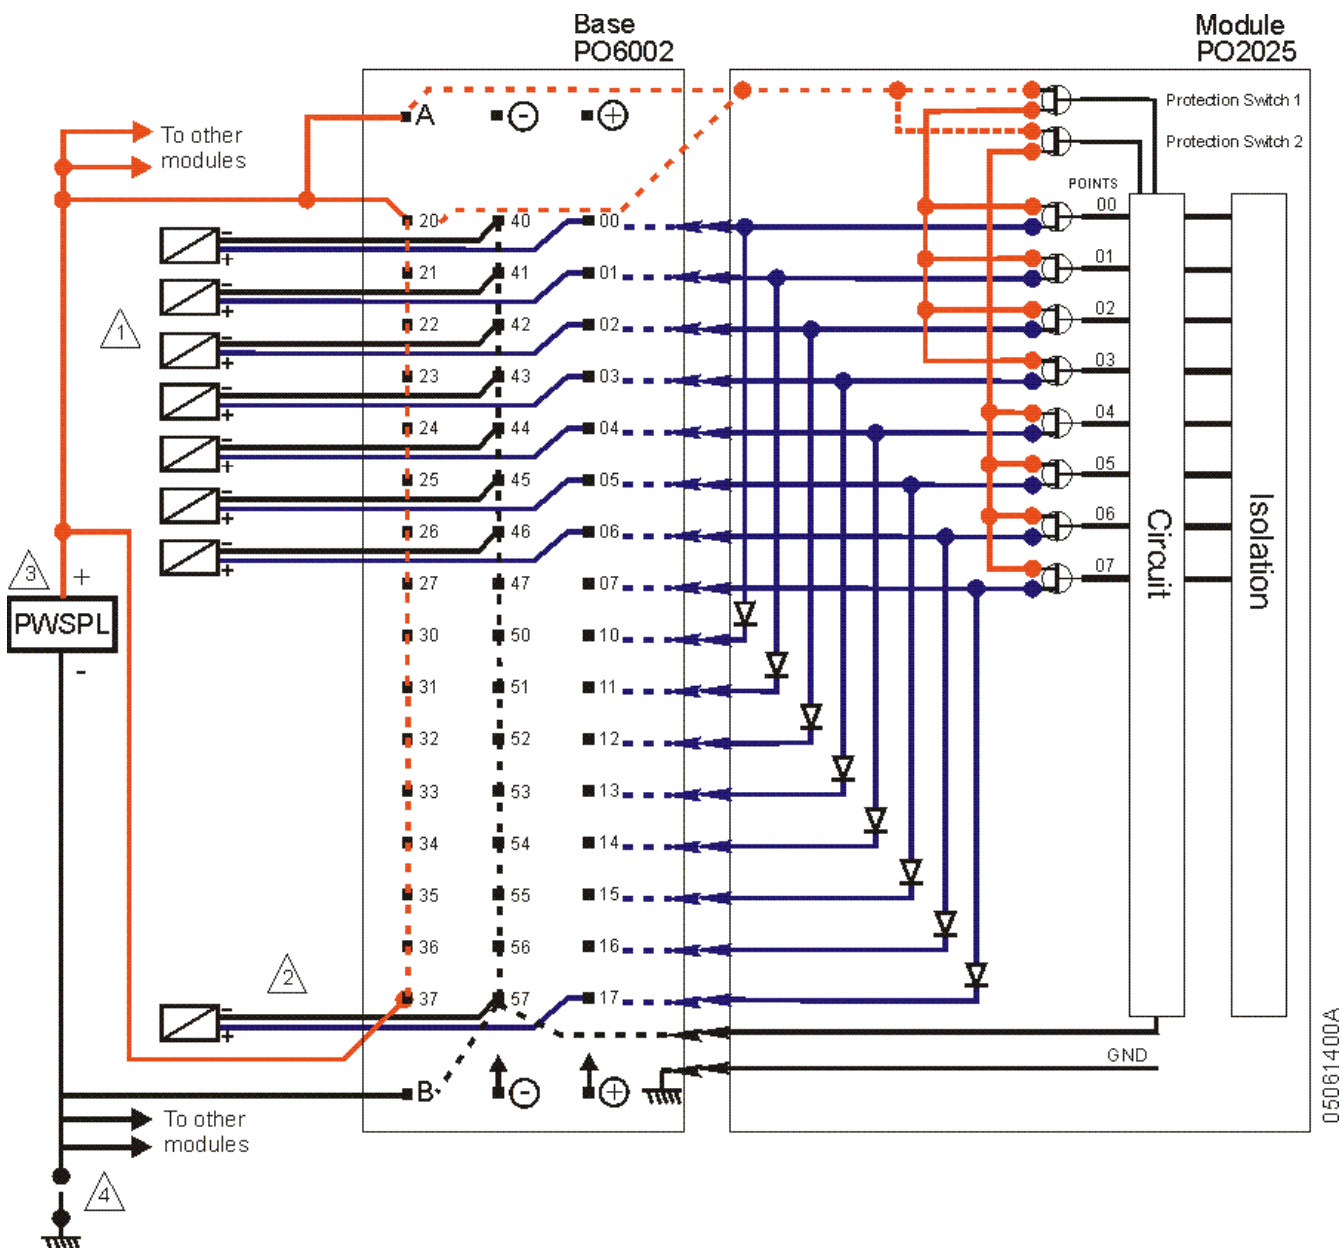 Base
PO6002
Module
PO2025
A
-
+
Protection Switch 1
Protection Switch 2
To other
modules
POINTS
20 40 00 00
- +
21 41 01 01
- +
1
22 42 02 02
- +
23 43 03 03
- +
24 44 04 04
- +
25 45 05 05
- +
26 46 06 06
- +
27 47 07 07
3
+
PWSPL
-
Circuit
Isolation
30 50 10
31 51 11
32 52 12
33 53 13
34 54 14
35 55 15
36 56 16
2
37 57 17
- +
GND
B
-
+
To other
modules
4
05061400A